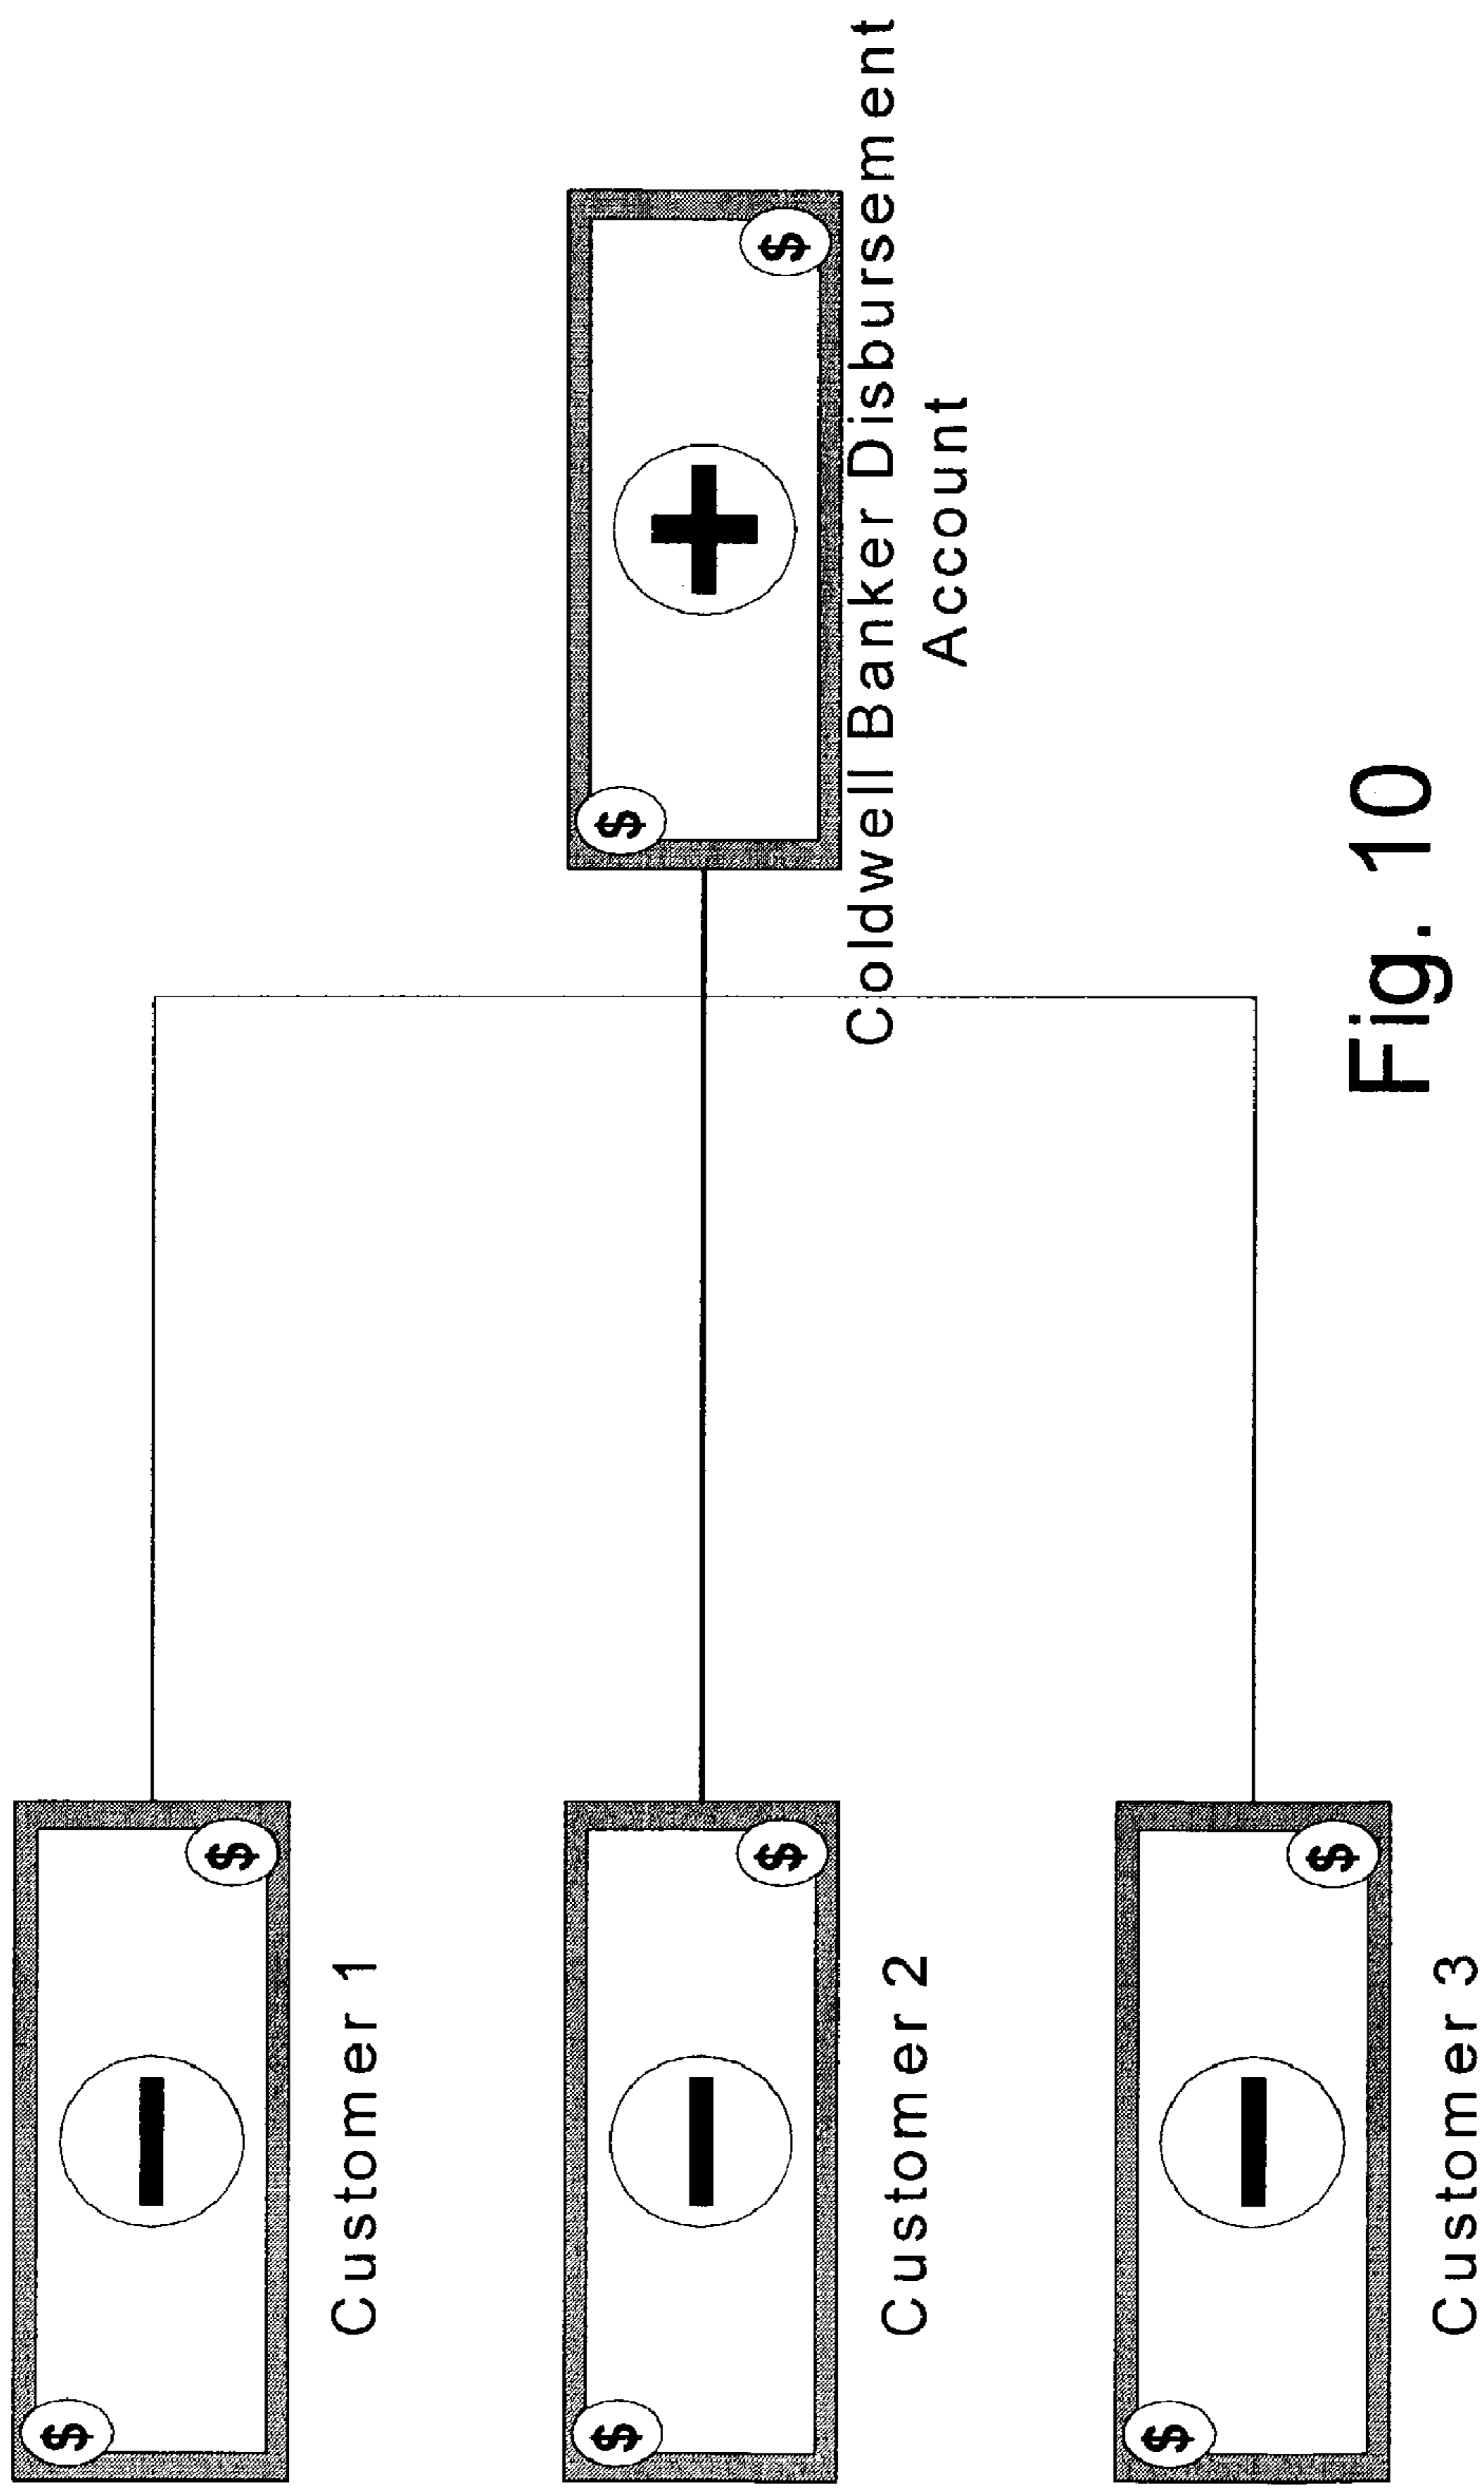 $
$
Customer 1
$
$
Customer 2
$
$
Customer 3
$
$
Coldwell Banker Disbursement
Account
Fig. 10